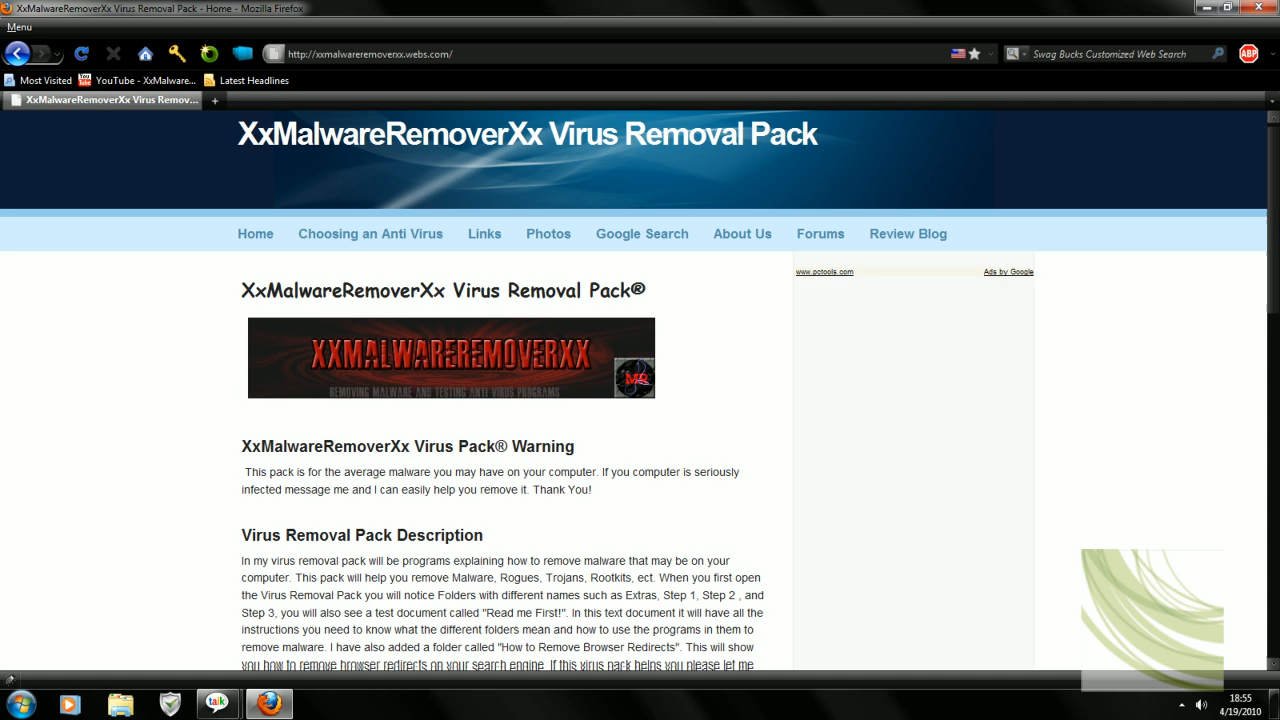 XxMalwareRemoverXx Virus Removal Pack - Home - Mozilla Firefox
Menu
http://xxmalwareremoverxx.webs.com/
Swag Bucks Customized Web Search
ABP
Most Visited
YouTube - XxMalware...
Latest Headlines
XxMalwareRemoverXx Virus Remov...
XxMalwareRemoverXx Virus Removal Pack
Home Choosing an Anti Virus Links Photos Google Search About Us Forums Review Blog
www.pctools.com
Ads by Google
XxMalwareRemoverXx Virus Removal Pack®
XXMALWAREREMOVERXX
MR
REMOVING MALWARE AND TESTING ANTI VIRUS PROGRAMS
XxMalwareRemoverXx Virus Pack® Warning
This pack is for the average malware you may have on your computer. If you computer is seriously
infected message me and I can easily help you remove it. Thank You!
Virus Removal Pack Description
In my virus removal pack will be programs explaining how to remove malware that may be on your
computer. This pack will help you remove Malware, Rogues, Trojans, Rootkits, ect. When you first open
the Virus Removal Pack you will notice Folders with different names such as Extras, Step 1, Step 2 , and
Step 3, you will also see a test document called "Read me First!". In this text document it will have all the
instructions you need to know what the different folders mean and how to use the programs in them to
remove malware. I have also added a folder called "How to Remove Browser Redirects". This will show
you how to remove browser redirects on your search engine. If this virus pack helps you please let me
talk
18:55
4/19/2010